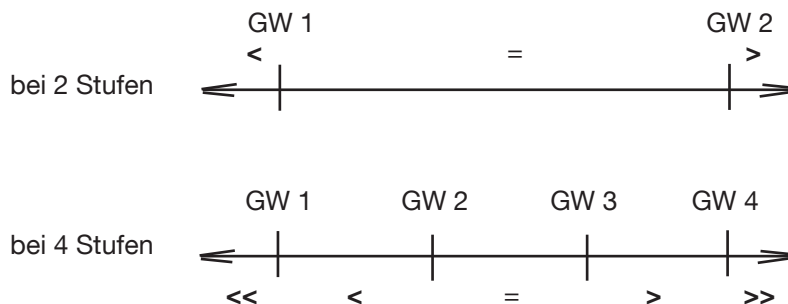 GW 1 GW 2
< = >
bei 2 Stufen
GW 1 GW 2 GW 3 GW 4
bei 4 Stufen
<< < = > >>